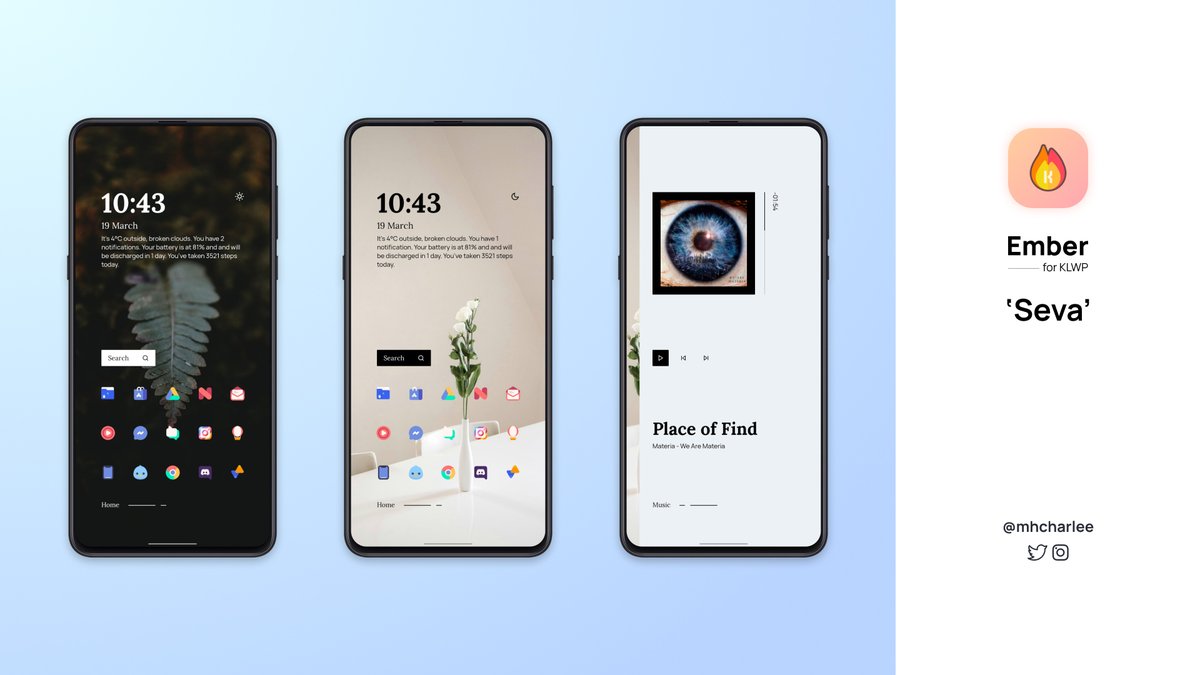 10:43
19 March
It's 4°C outside, broken clouds. You have 2
notifications. Your battery is at 81% and and will
be discharged in 1 day. You've taken 3521 steps
today.
Search
Home
10:43
19 March
It's 4°C outside, broken clouds. You have 1
notification. Your battery is at 81% and and will
be discharged in 1 day. You've taken 3521 steps
today.
Search
Home
-01:54
Place of Find
Materia - We Are Materia
Music
K
Ember
for KLWP
‘Seva’
@mhcharlee